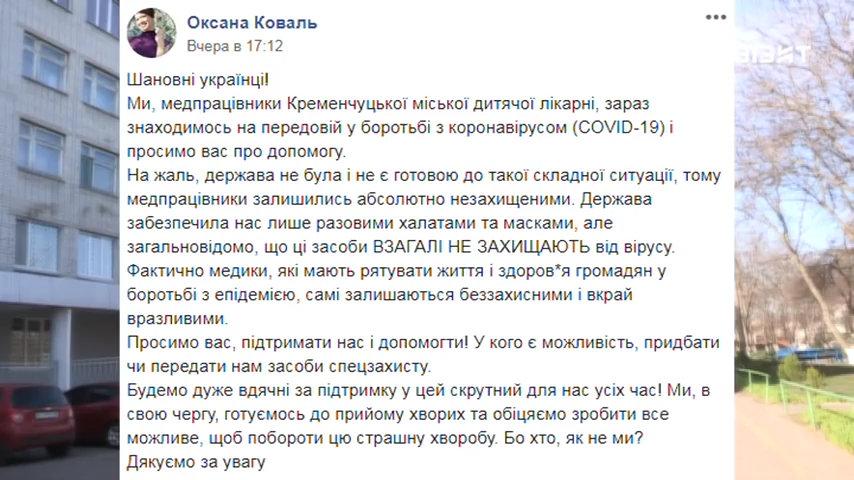 Оксана Коваль
Вчера в 17:12
Шановні українці!
Ми, медпрацівники Кременчуцької міської дитячої лікарні, зараз
знаходимось на передовій у боротьбі з коронавірусом (COVID-19) і
просимо вас про допомогу.
На жаль, держава не була і не є готовою до такої складної ситуації, тому
медпрацівники залишились абсолютно незахищеними. Держава
забезпечила нас лише разовими халатами та масками, але
загальновідомо, що ці засоби ВЗАГАЛІ НЕ ЗАХИЩАЮТЬ від вірусу.
Фактично медики, які мають рятувати життя і здоров*я громадян у
боротьбі з епідемією, самі залишаються беззахисними і вкрай
вразливими.
Просимо вас, підтримати нас і допомогти! У кого є можливість, придбати
чи передати нам засоби спецзахисту.
Будемо дуже вдячні за підтримку у цей скрутний для нас усіх час! Ми, в
свою чергу, готуємось до прийому хворих та обіцяємо зробити все
можливе, щоб побороти цю страшну хворобу. Бо хто, як не ми?
Дякуємо за увагу